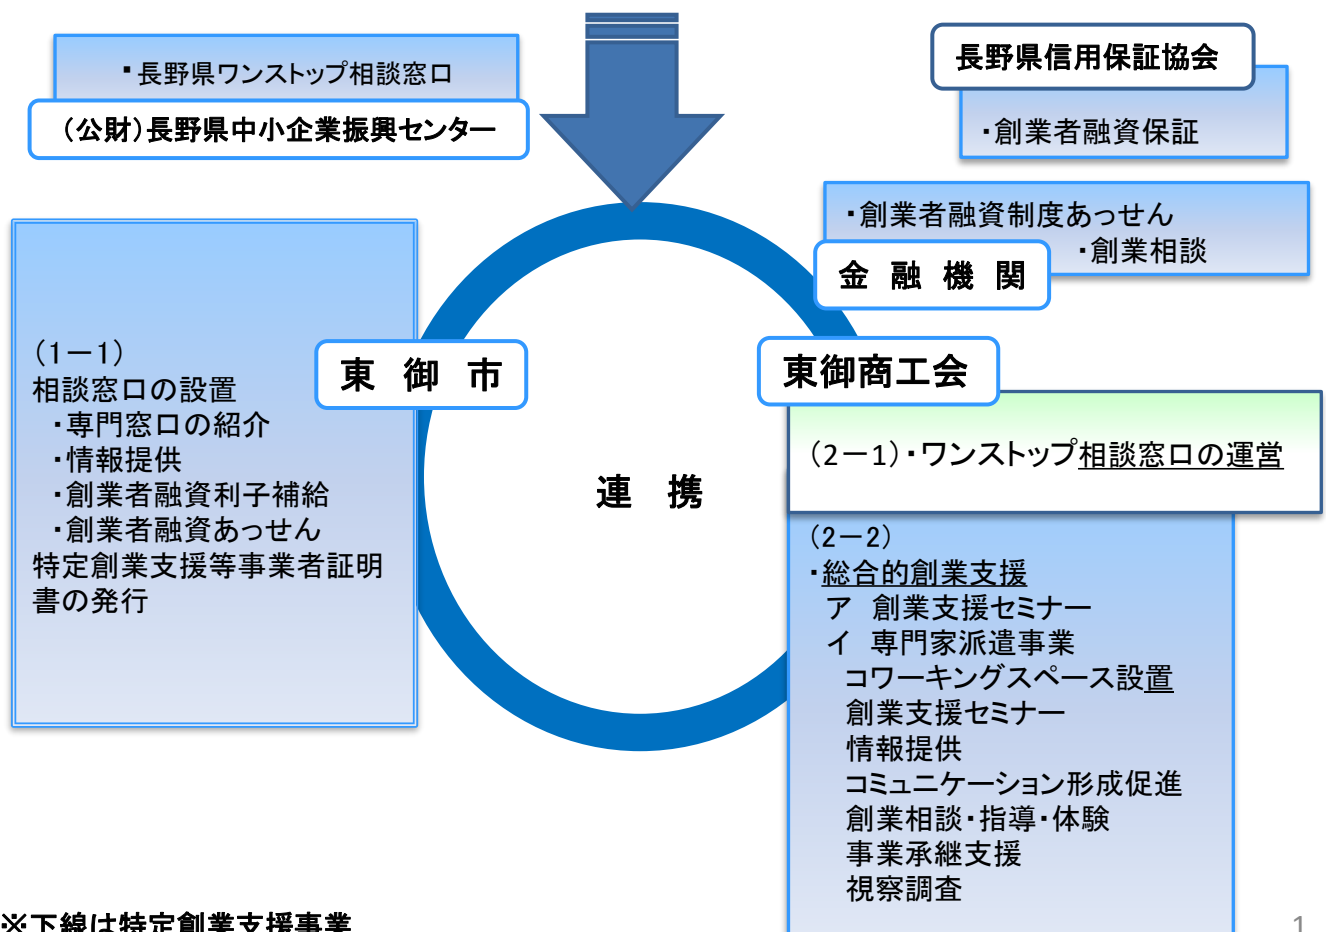 ・長野県ワンストップ相談窓口
（公財）長野県中小企業振興センター
長野県信用保証協会
・創業者融資保証
・創業者融資制度あっせん
・創業相談
金　融　機　関
（1－1）
相談窓口の設置
・専門窓口の紹介
・情報提供
・創業者融資利子補給
・創業者融資あっせん
特定創業支援等事業者証明
書の発行
東　御　市
東御商工会
連　携
（2－1）・ワンストップ相談窓口の運営
（2－2）
・総合的創業支援
ア　創業支援セミナー
イ　専門家派遣事業
コワーキングスペース設置
創業支援セミナー
情報提供
コミュニケーション形成促進
創業相談・指導・体験
事業承継支援
視察調査
※下線は特定創業支援事業
1